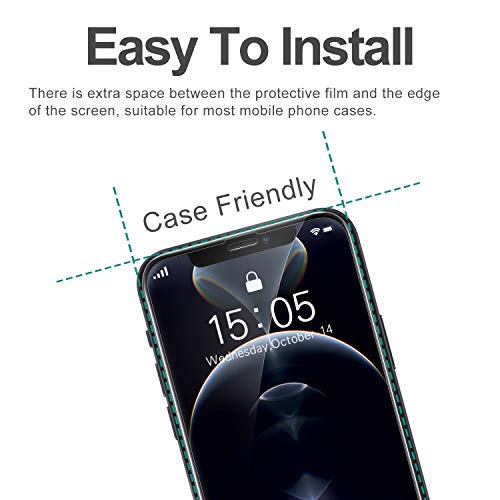 Easy To Install
There is extra space between the protective film and the edge
of the screen, suitable for most mobile phone cases.
Case Friendly
15:05
Wednesday,October 14